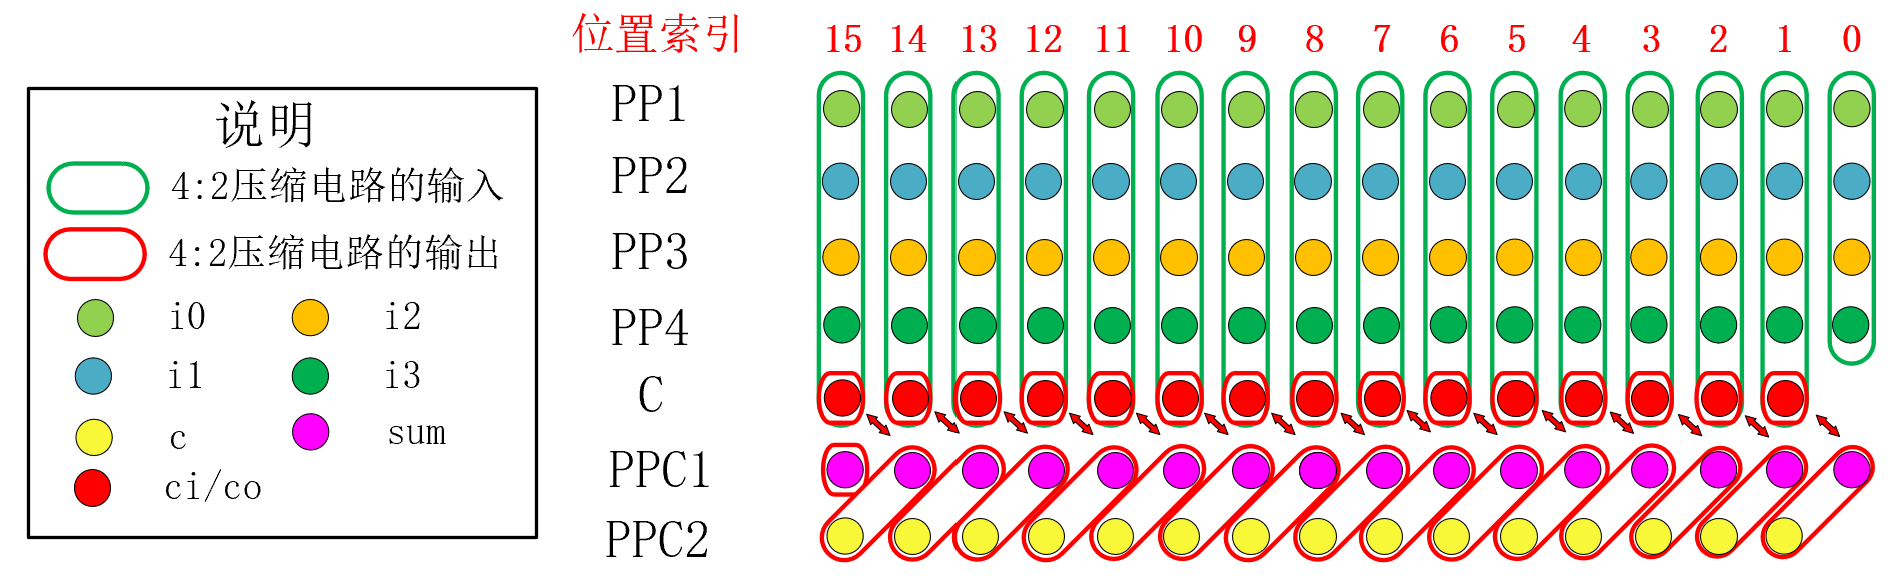 位置索引 15 14 13 12 11 10 9 8 7 6 5 4 3 2 1 0
说明
4:2压缩电路的输入
4:2压缩电路的输出
i0 i2
i1 i3
c sum
ci/co
PP1
PP2
PP3
PP4
C
PPC1
PPC2